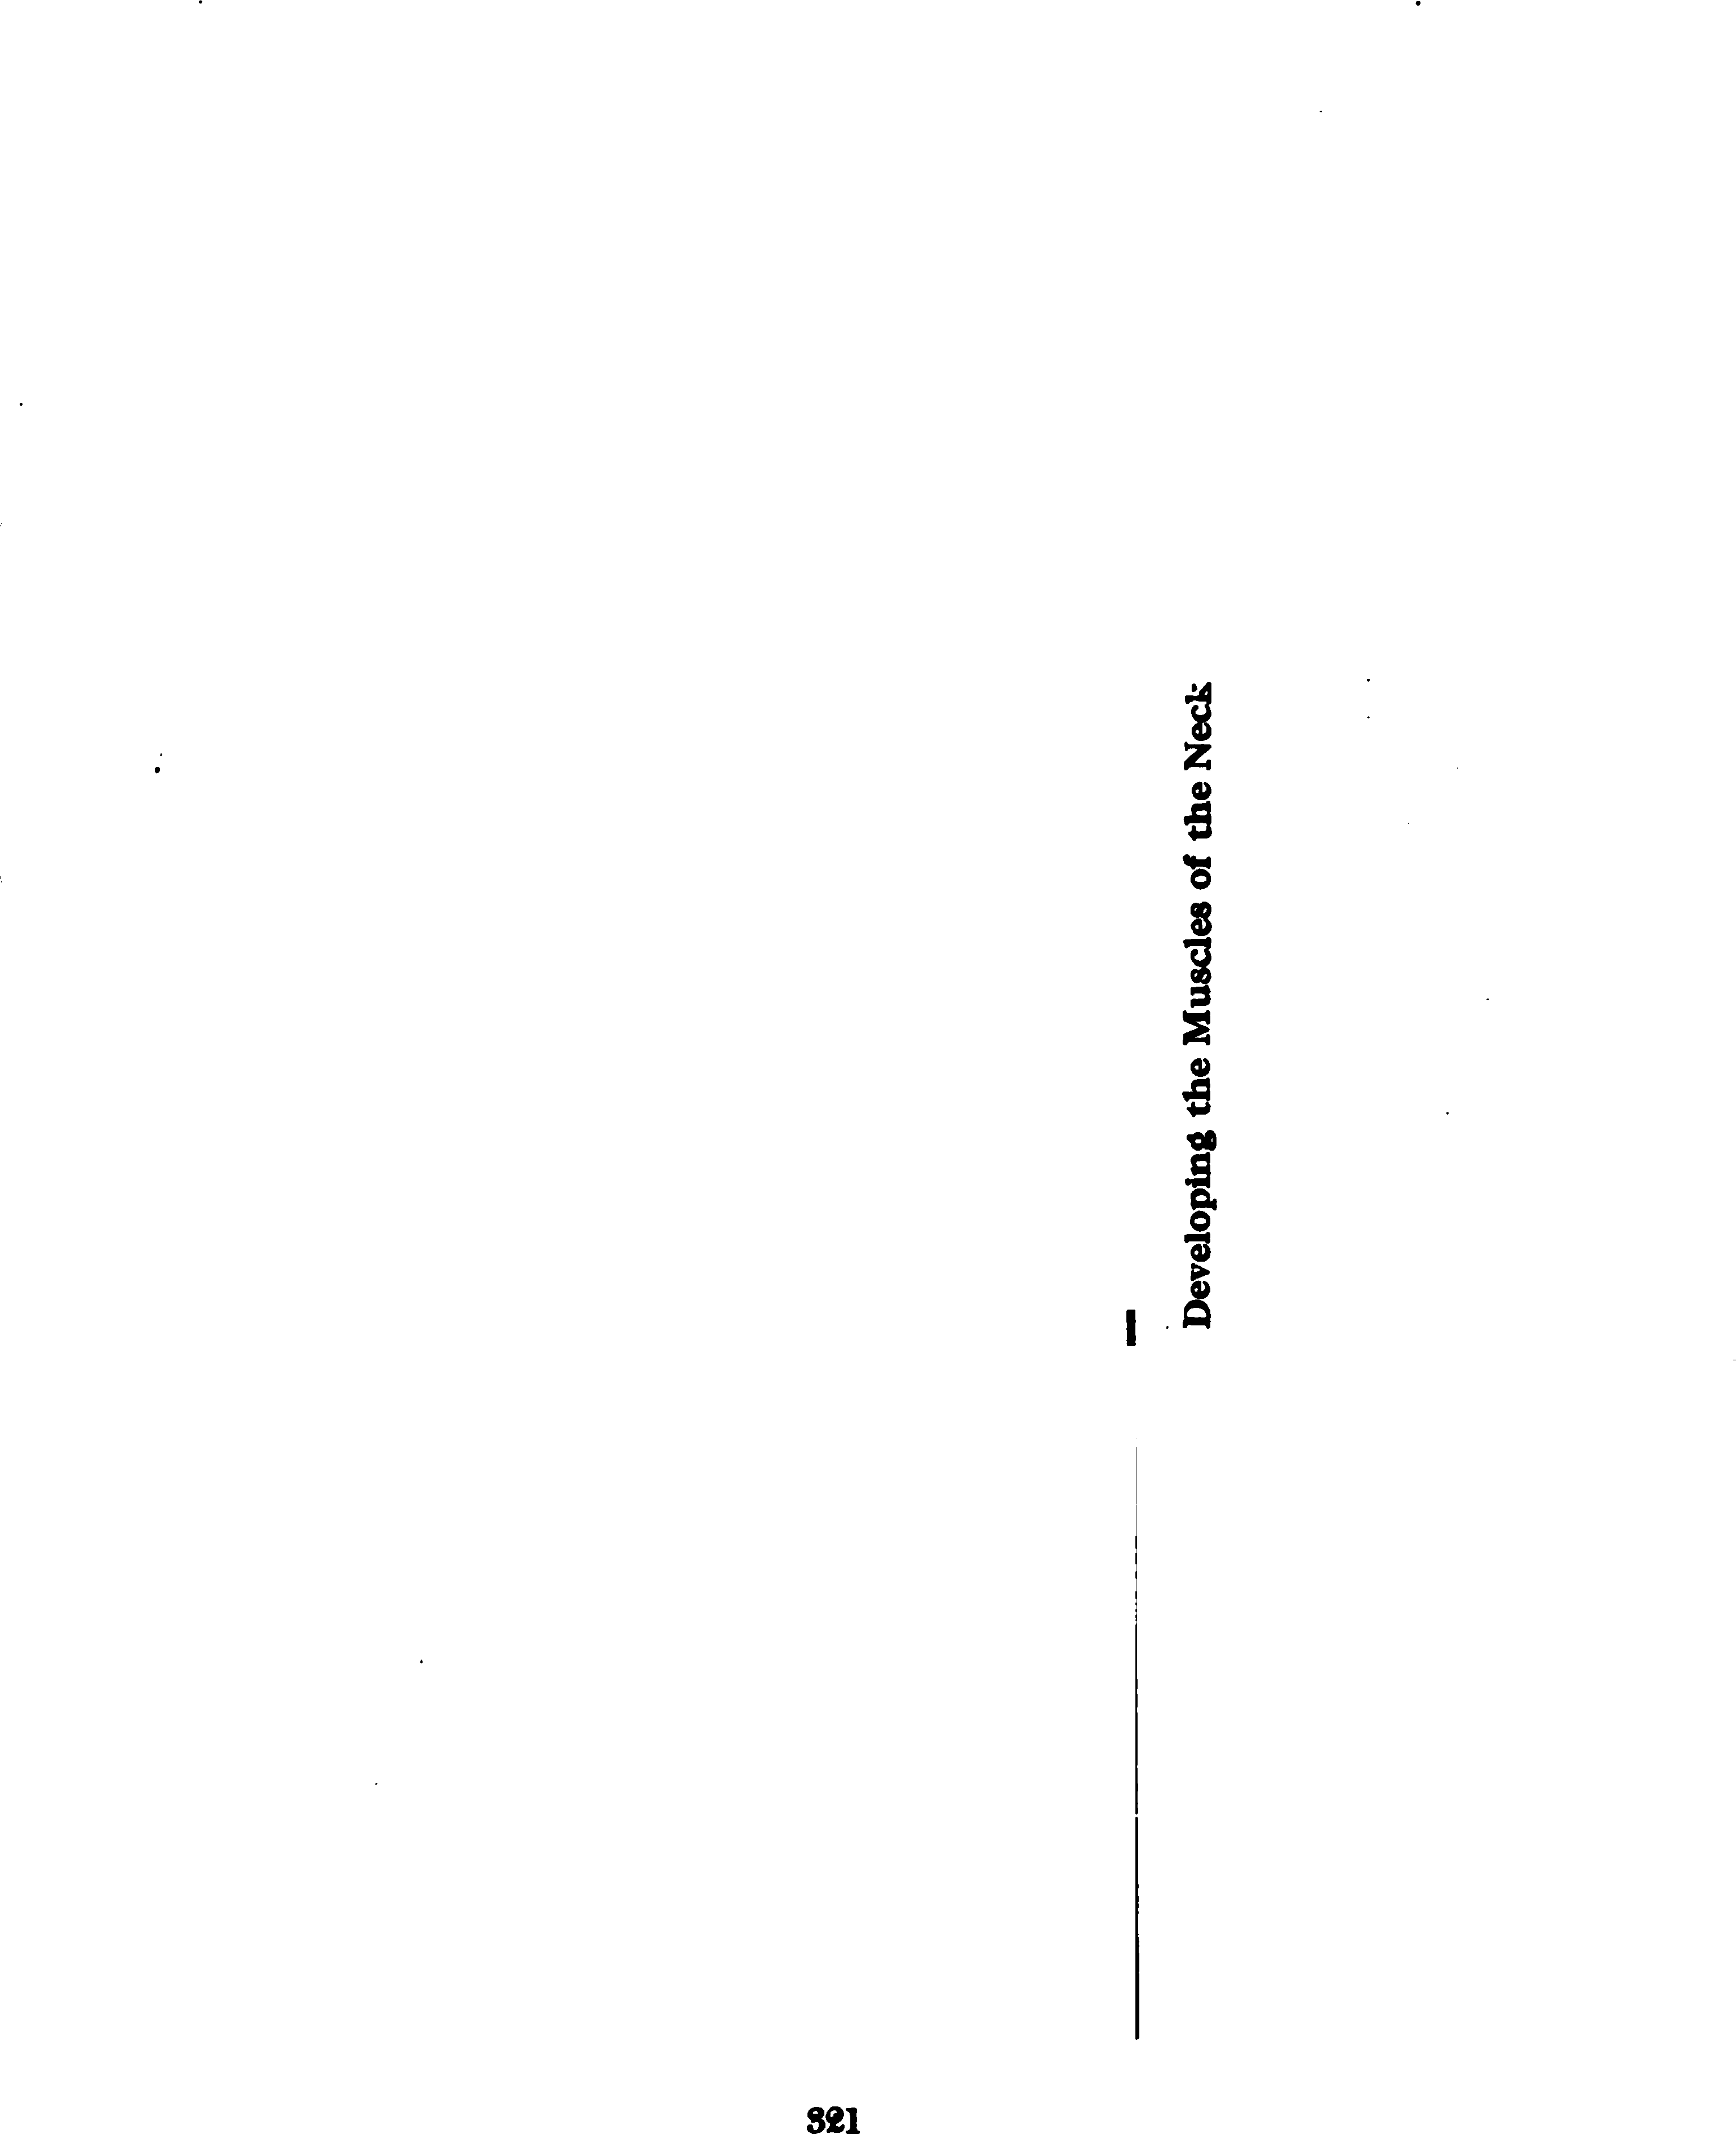 Developing the Muscles of the Neck
321